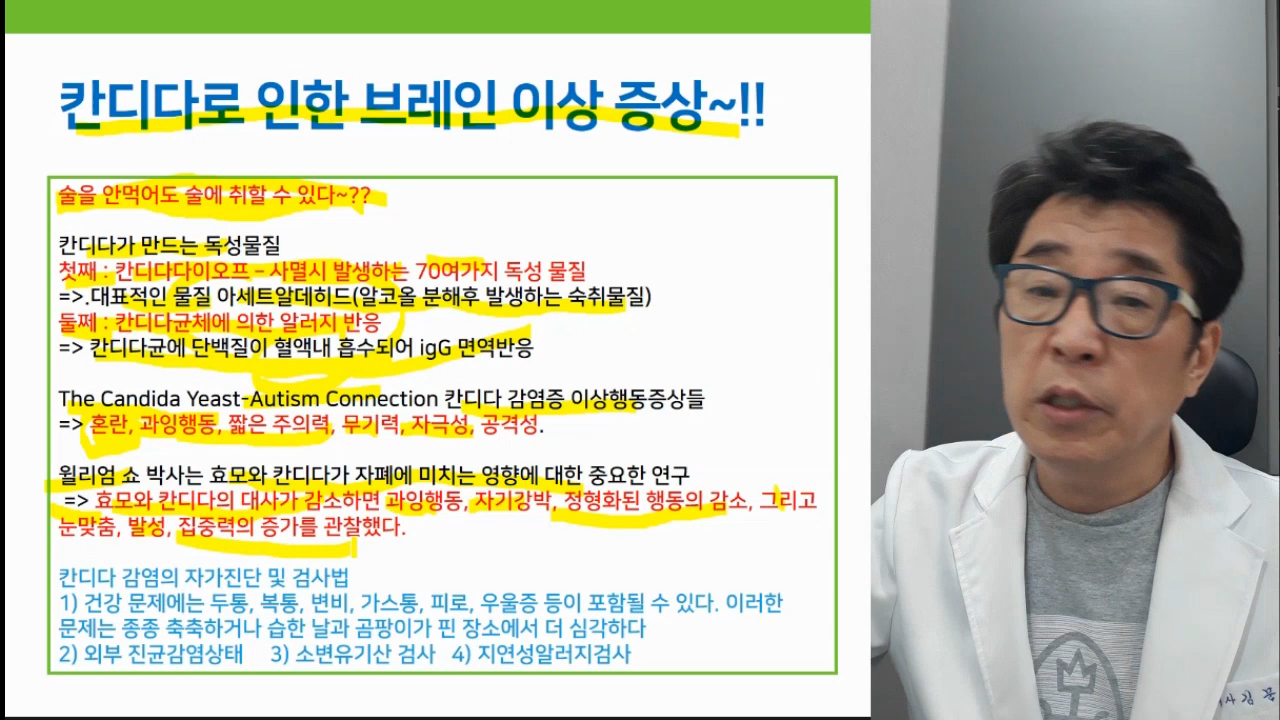 칸디다로 인한 브레인 이상 증상~!!
술을 안먹어도 술에 취할 수 있다~??
칸디다가 만드는 독성물질
첫째 : 칸디다다이오프 – 사멸시 발생하는 70여가지 독성 물질
=>.대표적인 물질 아세트알데히드(알코올 분해후 발생하는 숙취물질)
둘쩨 : 칸디다균체에 의한 알러지 반응
=> 칸디다균에 단백질이 혈액내 흡수되어 igG 면역반응
The Candida Yeast-Autism Connection 칸디다 감염증 이상행동증상들
=> 혼란, 과잉행동, 짧은 주의력, 무기력, 자극성, 공격성.
윌리엄 쇼 박사는 효모와 칸디다가 자폐에 미치는 영향에 대한 중요한 연구
=> 효모와 칸디다의 대사가 감소하면 과잉행동, 자기강박, 정형화된 행동의 감소, 그리고
눈맞춤, 발성, 집중력의 증가를 관찰했다.
칸디다 감염의 자가진단 및 검사법
1) 건강 문제에는 두통, 복통, 변비, 가스통, 피로, 우울증 등이 포함될 수 있다. 이러한
문제는 종종 축축하거나 습한 날과 곰팡이가 핀 장소에서 더 심각하다
2) 외부 진균감염상태 3) 소변유기산 검사 4) 지연성알러지검사